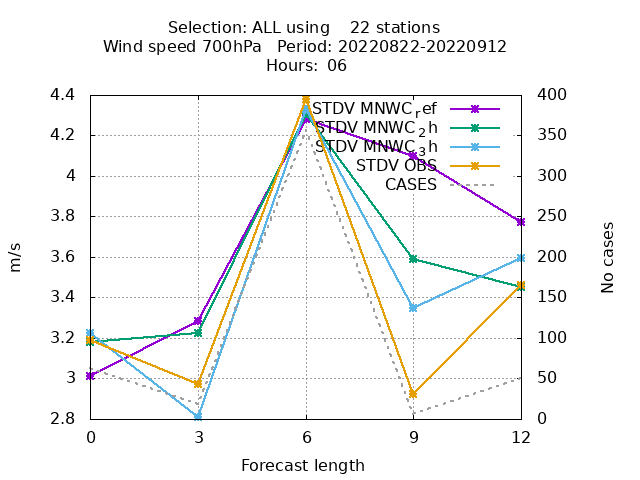 Selection: ALL using 22 stations
Wind speed 700hPa Period: 20220822-20220912
Hours: 06
4.4
4.2
4
3.8
3.6
3.4
3.2
3
2.8
400
350
300
250
200
150
100
50
0
STDV MNWC_ref
STDV MNWC_2h
STDV MNWC_3h
STDV OBS
CASES
m/s
No cases
0 3 6 9 12
Forecast length